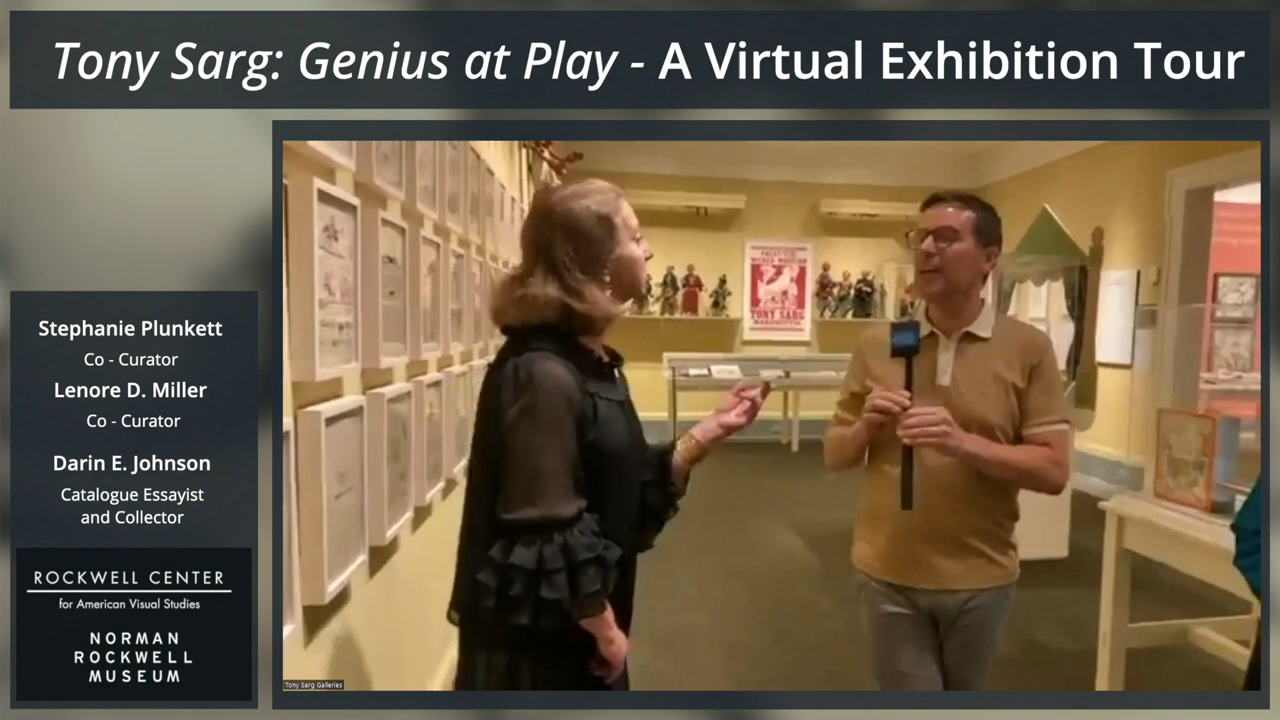 Tony Sarg: Genius at Play - A Virtual Exhibition Tour
Stephanie Plunkett
Co - Curator
Lenore D. Miller
Co - Curator
Darin E. Johnson
Catalogue Essayist
and Collector
ROCKWELL CENTER
for American Visual Studies
NORMAN
ROCKWELL
MUSEUM
TONY SARG
MARIONETTES
Tony Sarg Galleries